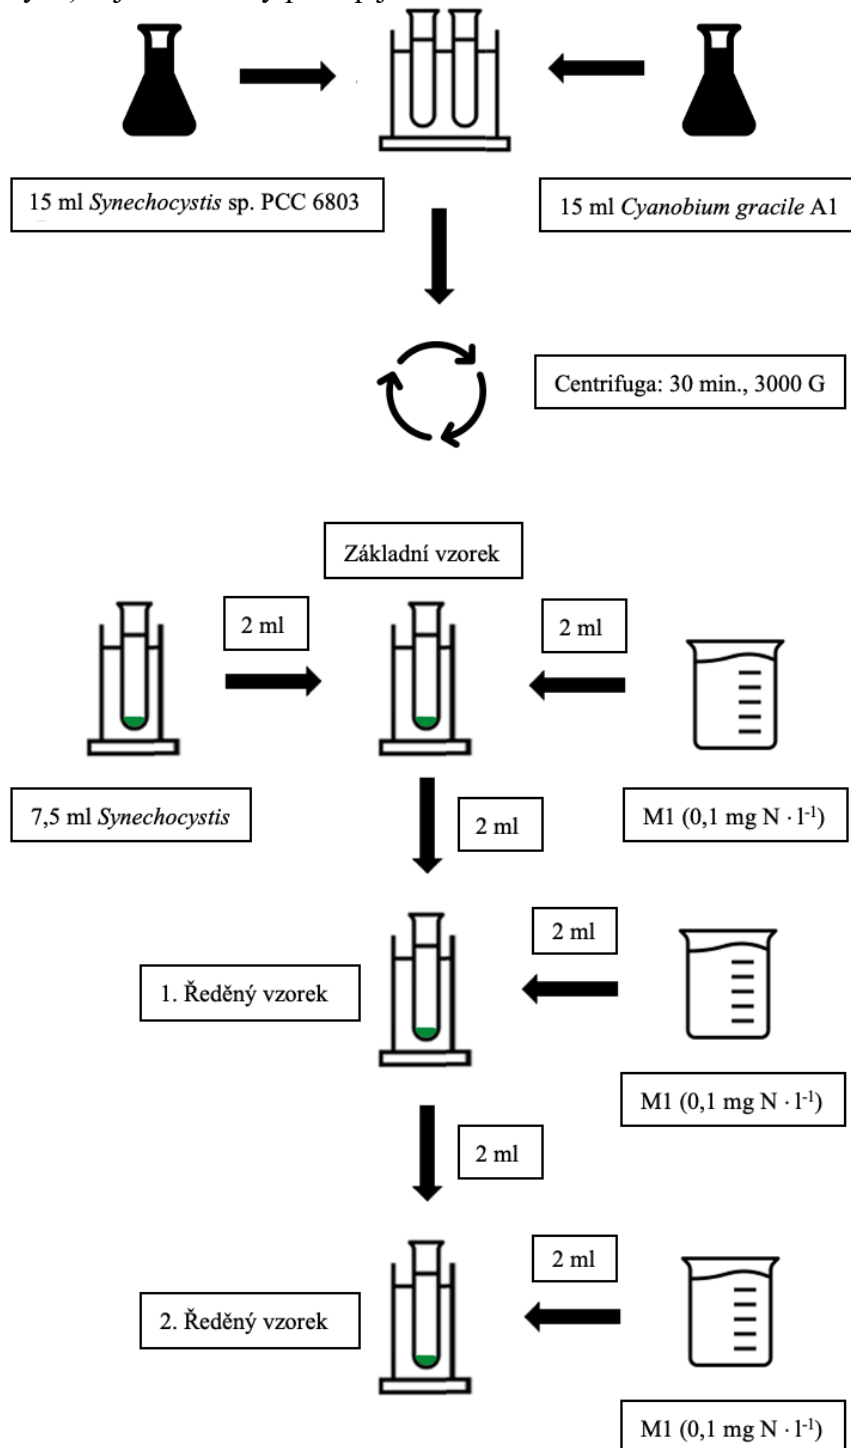 15 ml Synechocystis sp. PCC 6803
15 ml Cyanobium gracile A1
Centrifuga: 30 min., 3000 G
Základní vzorek
2 ml
2 ml
7,5 ml Synechocystis
M1 (0,1 mg N · l⁻¹)
2 ml
2 ml
1. Ředěný vzorek
M1 (0,1 mg N · l⁻¹)
2 ml
2 ml
2. Ředěný vzorek
M1 (0,1 mg N · l⁻¹)